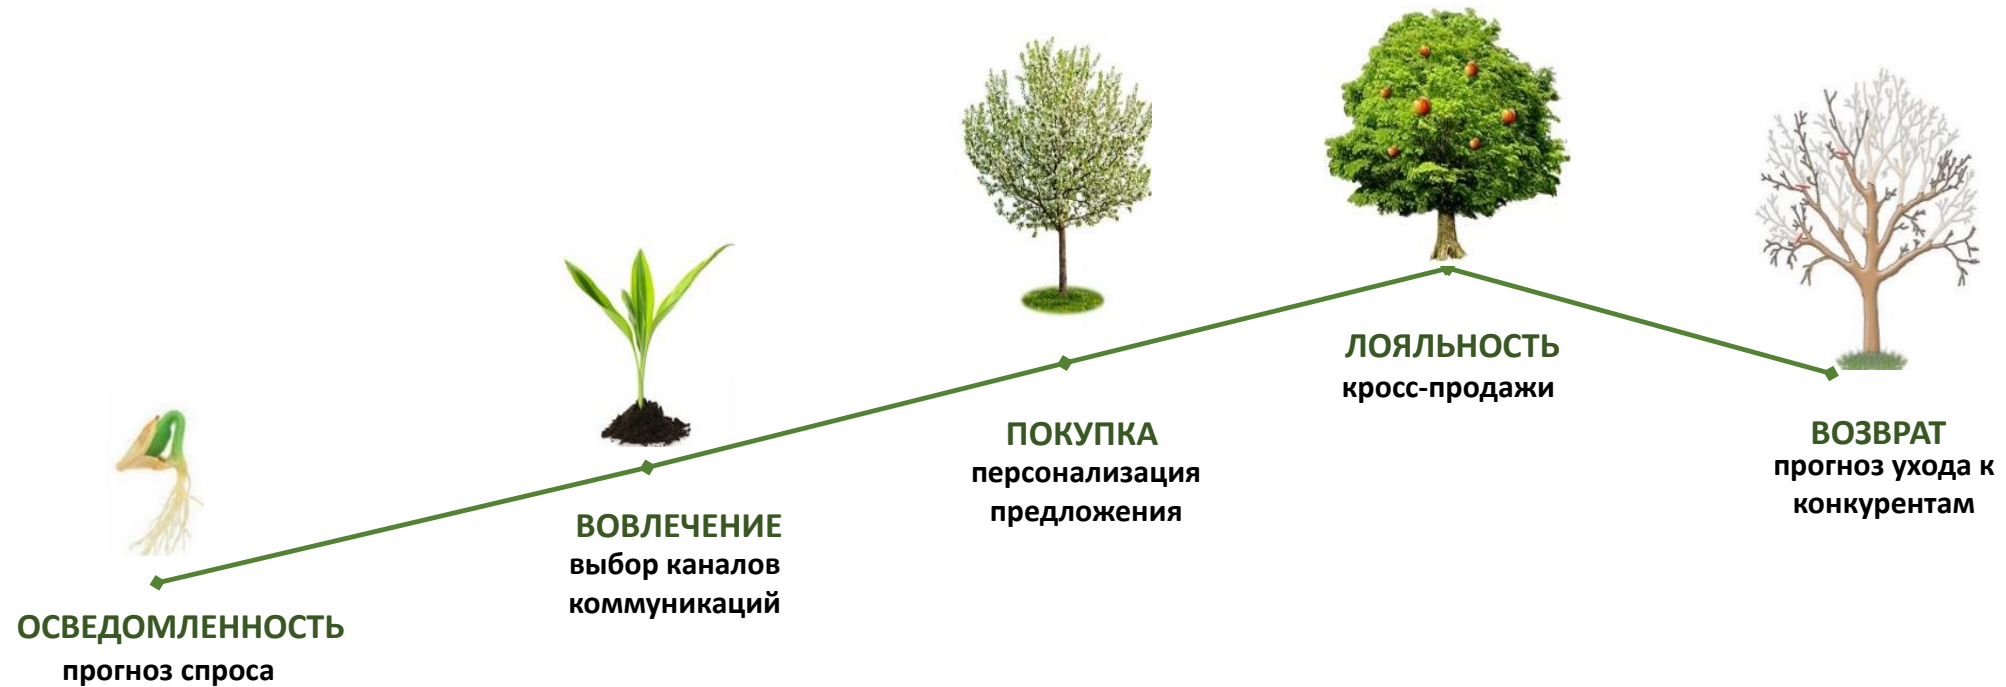 ОСВЕДОМЛЕННОСТЬ
прогноз спроса
ВОВЛЕЧЕНИЕ
выбор каналов
коммуникаций
ПОКУПКА
персонализация
предложения
ЛОЯЛЬНОСТЬ
кросс-продажи
ВОЗВРАТ
прогноз ухода к
конкурентам